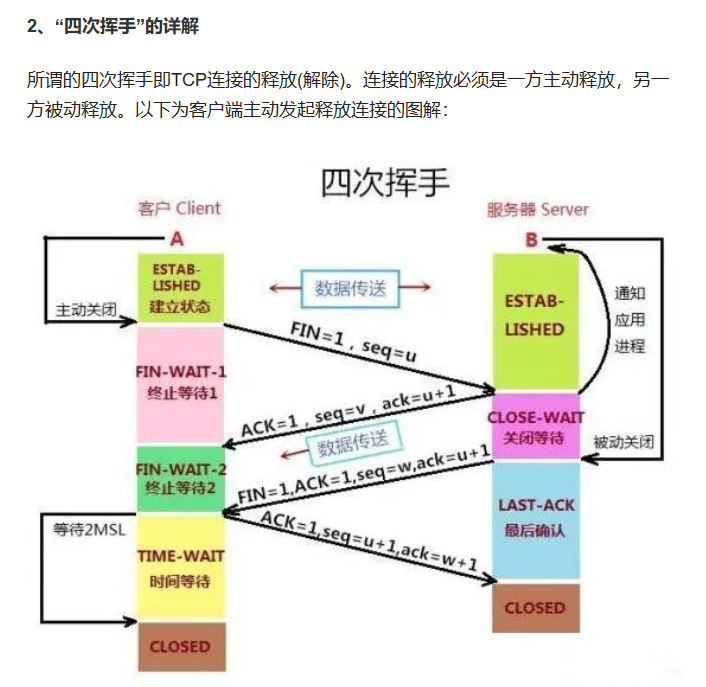 2、“四次挥手”的详解
所谓的四次挥手即TCP连接的释放(解除)。连接的释放必须是一方主动释放，另一
方被动释放。以下为客户端主动发起释放连接的图解：
四次挥手
客户 Client
服务器 Server
A
B
ESTAB-
LISHED
建立状态
数据传送
ESTAB-
LISHED
通知
应用
进程
主动关闭
FIN=1，seq=u
FIN-WAIT-1
终止等待1
ACK=1，seq=v，ack=u+1
CLOSE-WAIT
关闭等待
被动关闭
数据传送
FIN-WAIT-2
终止等待2
FIN=1,ACK=1,seq=w,ack=u+1
LAST-ACK
最后确认
等待2MSL
ACK=1,seq=u+1,ack=w+1
TIME-WAIT
时间等待
CLOSED
CLOSED